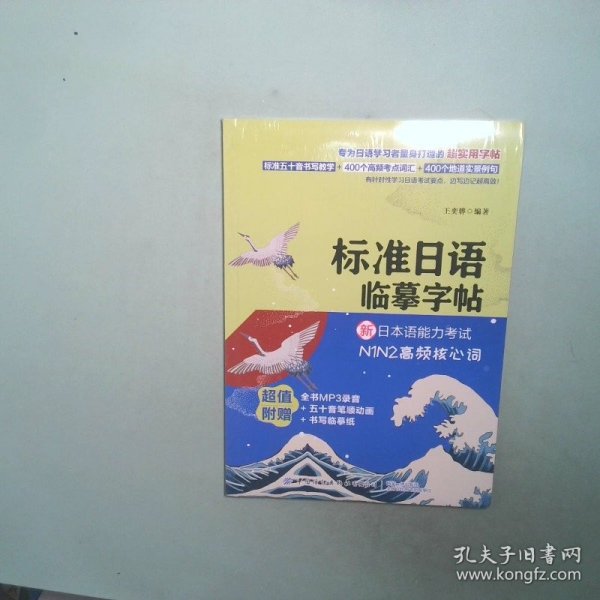 专为日语学习者量身打造的 超实用字帖
标准五十音书写教学 + 400个高频考点词汇 + 400个地道实景例句
有针对性学习日语考试要点，边写边记超高效！
王奕骅◇编著
标准日语
临摹字帖
新 日本语能力考试
N1N2高频核心词
超值
附赠
全书MP3录音
+ 五十音笔顺动画
+ 书写临摹纸
孔夫子旧书网
www.kongfz.com